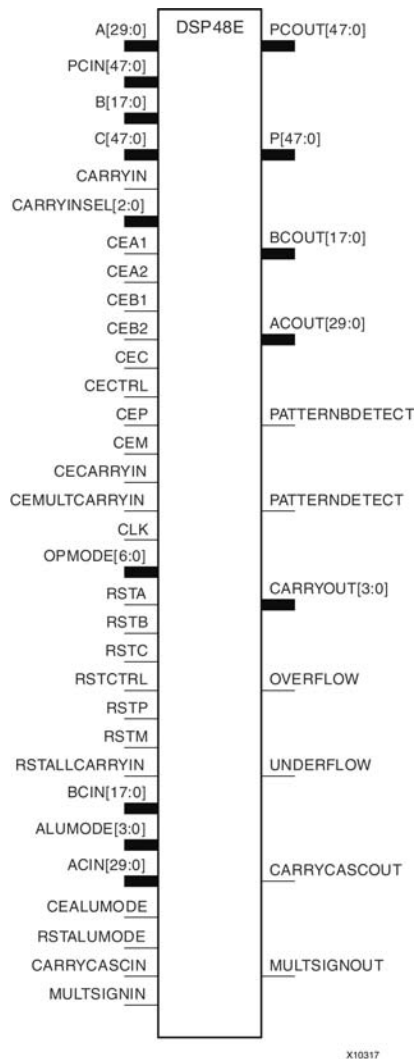 DSP48E
A[29:0]
PCIN[47:0]
B[17:0]
C[47:0]
CARRYIN
CARRYINSEL[2:0]
CEA1
CEA2
CEB1
CEB2
CEC
CECTRL
CEP
CEM
CECARRYIN
CEMULTCARRYIN
CLK
OPMODE[6:0]
RSTA
RSTB
RSTC
RSTCTRL
RSTP
RSTM
RSTALLCARRYIN
BCIN[17:0]
ALUMODE[3:0]
ACIN[29:0]
CEALUMODE
RSTALUMODE
CARRYCASCIN
MULTSIGNIN
PCOUT[47:0]
P[47:0]
BCOUT[17:0]
ACOUT[29:0]
PATTERNBDETECT
PATTERNDETECT
CARRYOUT[3:0]
OVERFLOW
UNDERFLOW
CARRYCASCOUT
MULTSIGNOUT
X10317